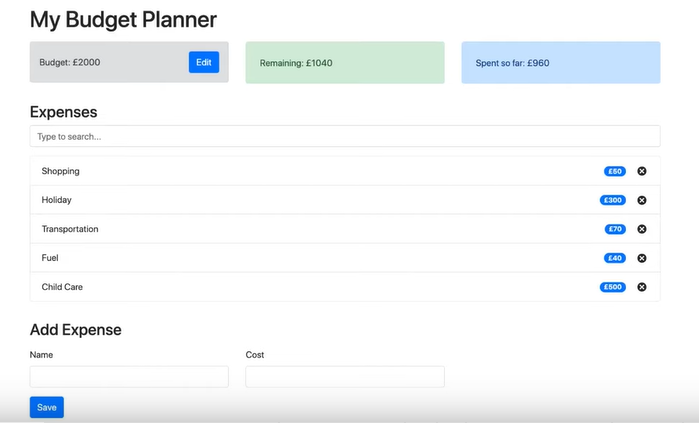 My Budget Planner
Budget: £2000 Edit Remaining: £1040 Spent so far: £960
Expenses
Type to search...
Shopping £50
Holiday £300
Transportation £70
Fuel £40
Child Care £500
Add Expense
Name Cost
Save